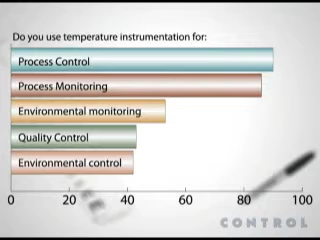 Do you use temperature instrumentation for:
Process Control
Process Monitoring
Environmental monitoring
Quality Control
Environmental control
0 20 40 60 80 100
CONTROL